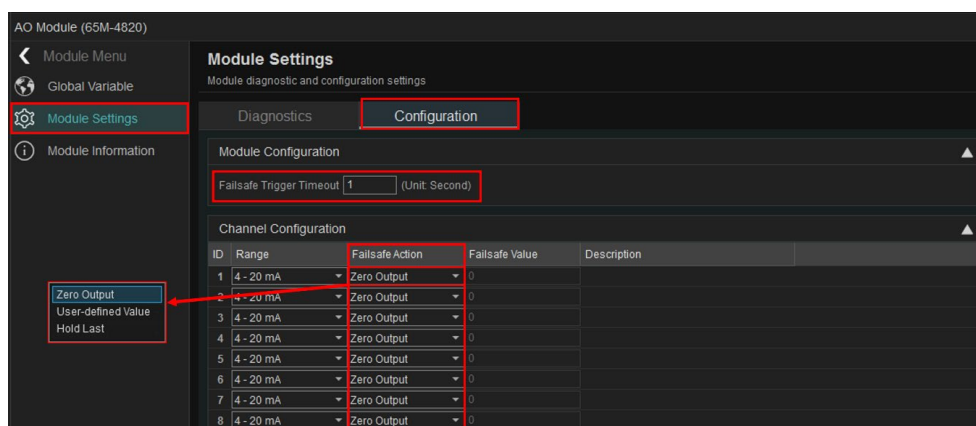 AO Module (65M-4820)
Module Menu
Global Variable
Module Settings
Module Information
Module Settings
Module diagnostic and configuration settings
Diagnostics Configuration
Module Configuration
Failsafe Trigger Timeout 1 (Unit: Second)
Channel Configuration
ID Range Failsafe Action Failsafe Value Description
1 4 - 20 mA Zero Output 0
2 4 - 20 mA Zero Output 0
3 4 - 20 mA Zero Output 0
4 4 - 20 mA Zero Output 0
5 4 - 20 mA Zero Output 0
6 4 - 20 mA Zero Output 0
7 4 - 20 mA Zero Output 0
8 4 - 20 mA Zero Output 0
Zero Output
User-defined Value
Hold Last